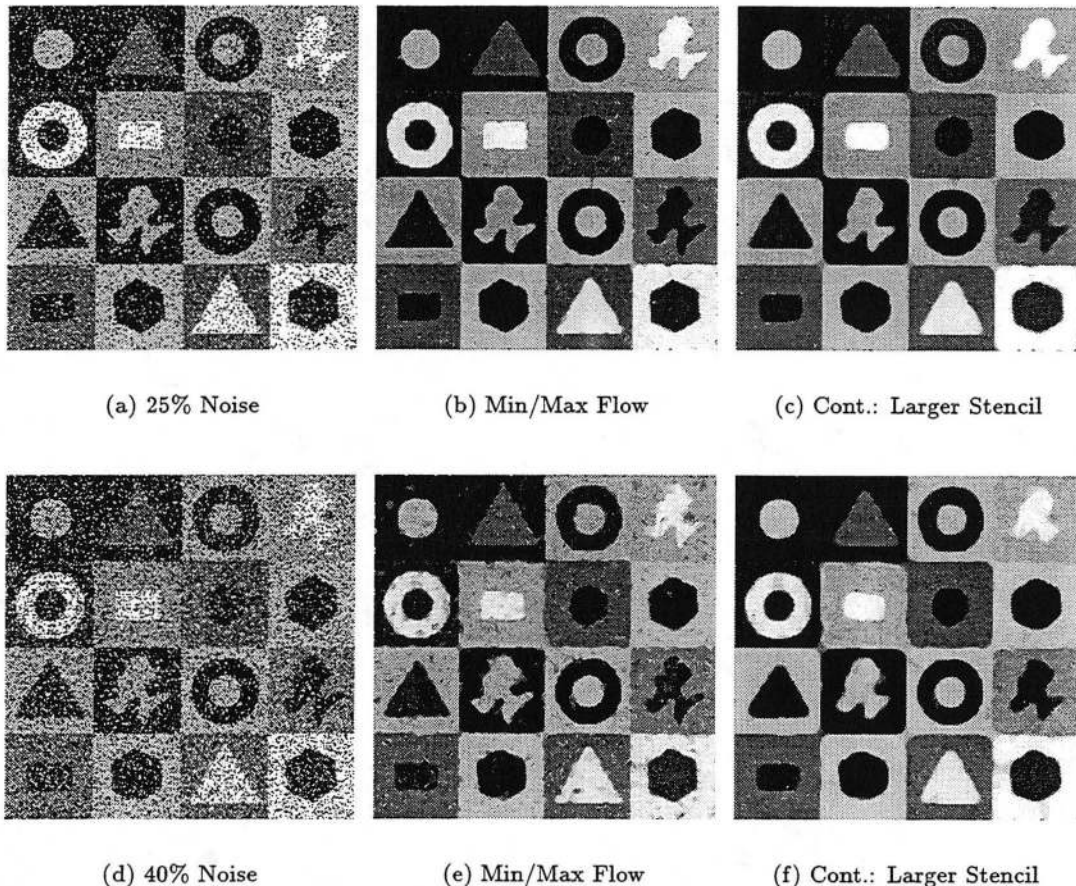 (a) 25% Noise
(b) Min/Max Flow
(c) Cont.: Larger Stencil
(d) 40% Noise
(e) Min/Max Flow
(f) Cont.: Larger Stencil